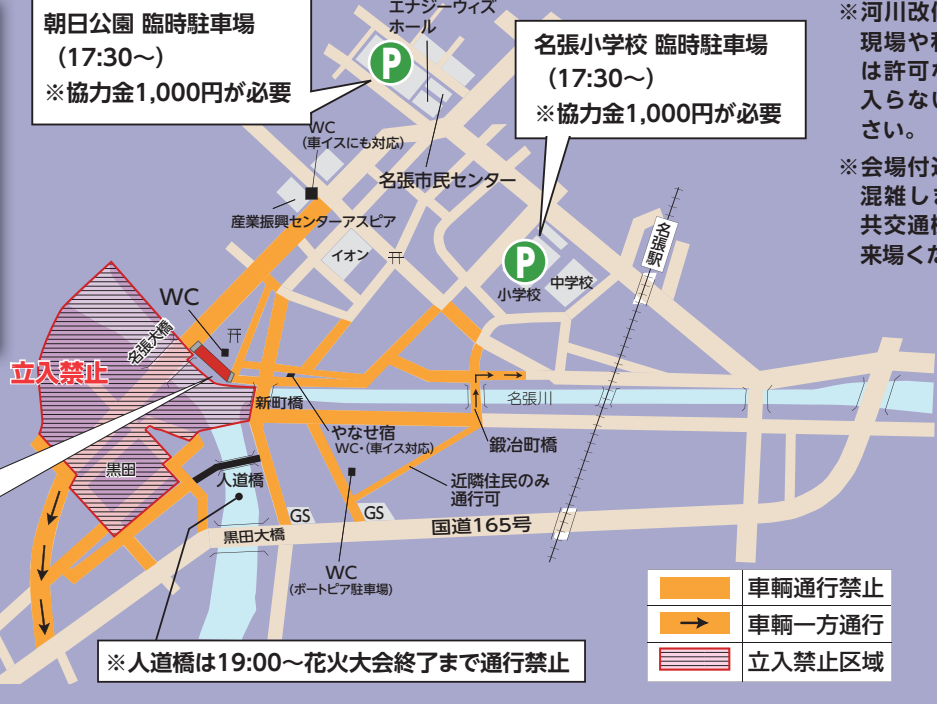 朝日公園 臨時駐車場
（17:30～）
※協力金1,000円が必要
エナジーウィズ
ホール
P
名張小学校 臨時駐車場
（17:30～）
※協力金1,000円が必要
※河川改修
現場や
は許可な
入らない
さい。
※会場付近
混雑しま
共交通機
来場くだ
WC
（車イスにも対応）
名張市民センター
産業振興センターアスピア
イオン
P
小学校
中学校
名張駅
WC
名張大橋
立入禁止
新町橋
名張川
やなせ宿
WC・（車イス対応）
鍛冶町橋
黒田
人道橋
近隣住民のみ
通行可
GS
GS
国道165号
黒田大橋
WC
（ボートピア駐車場）
車輌通行禁止
車輌一方通行
立入禁止区域
※人道橋は19:00～花火大会終了まで通行禁止